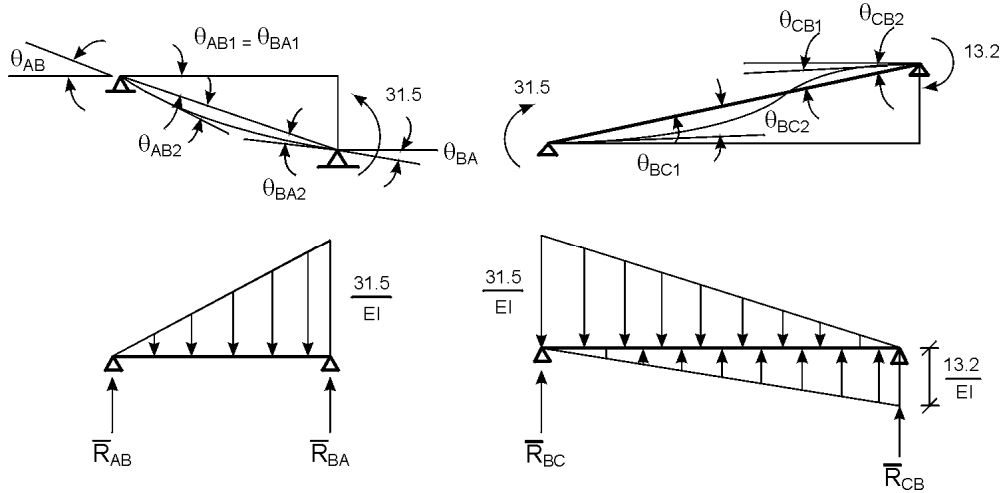 θAB
θAB1 = θBA1
31.5
θAB2
θBA2
θBA
θCB1
θCB2
13.2
31.5
θBC2
θBC1
31.5
EI
R̅AB
R̅BA
31.5
EI
13.2
EI
R̅BC
R̅CB